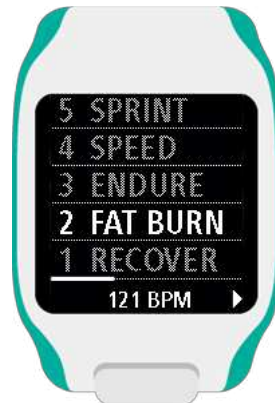 5 SPRINT
4 SPEED
3 ENDURE
2 FAT BURN
1 RECOVER
121 BPM